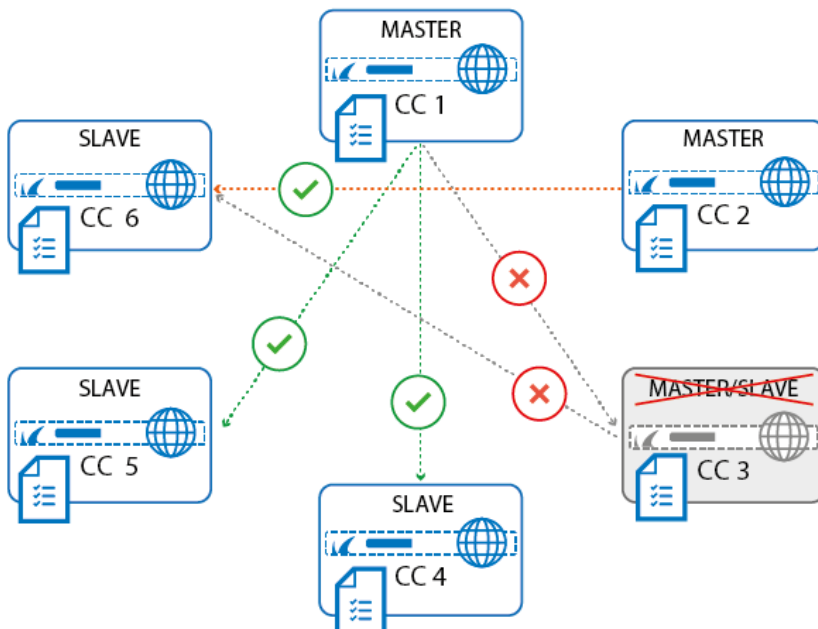 MASTER
CC 1
SLAVE
CC 6
MASTER
CC 2
SLAVE
CC 5
MASTER/SLAVE
CC 3
SLAVE
CC 4